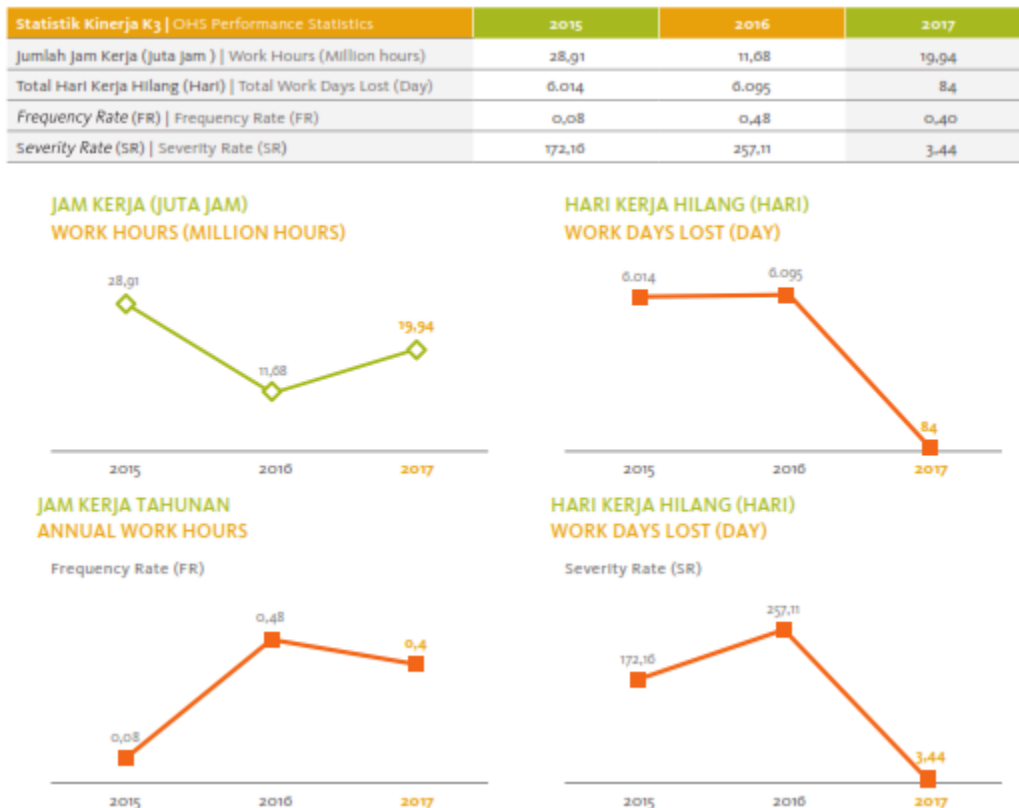 Statistik Kinerja K3 | OHS Performance Statistics 2015 2016 2017
Jumlah Jam Kerja (Juta Jam ) | Work Hours (Million hours) 28,91 11,68 19,94
Total Hari Kerja Hilang (Hari) | Total Work Days Lost (Day) 6.014 6.095 84
Frequency Rate (FR) | Frequency Rate (FR) 0,08 0,48 0,40
Severity Rate (SR) | Severity Rate (SR) 172,16 257,11 3,44
JAM KERJA (JUTA JAM)
WORK HOURS (MILLION HOURS)
28,91
11,68
19,94
2015 2016 2017
HARI KERJA HILANG (HARI)
WORK DAYS LOST (DAY)
6.014
6.095
84
2015 2016 2017
JAM KERJA TAHUNAN
ANNUAL WORK HOURS
Frequency Rate (FR)
0,08
0,48
0,4
2015 2016 2017
HARI KERJA HILANG (HARI)
WORK DAYS LOST (DAY)
Severity Rate (SR)
172,16
257,11
3,44
2015 2016 2017